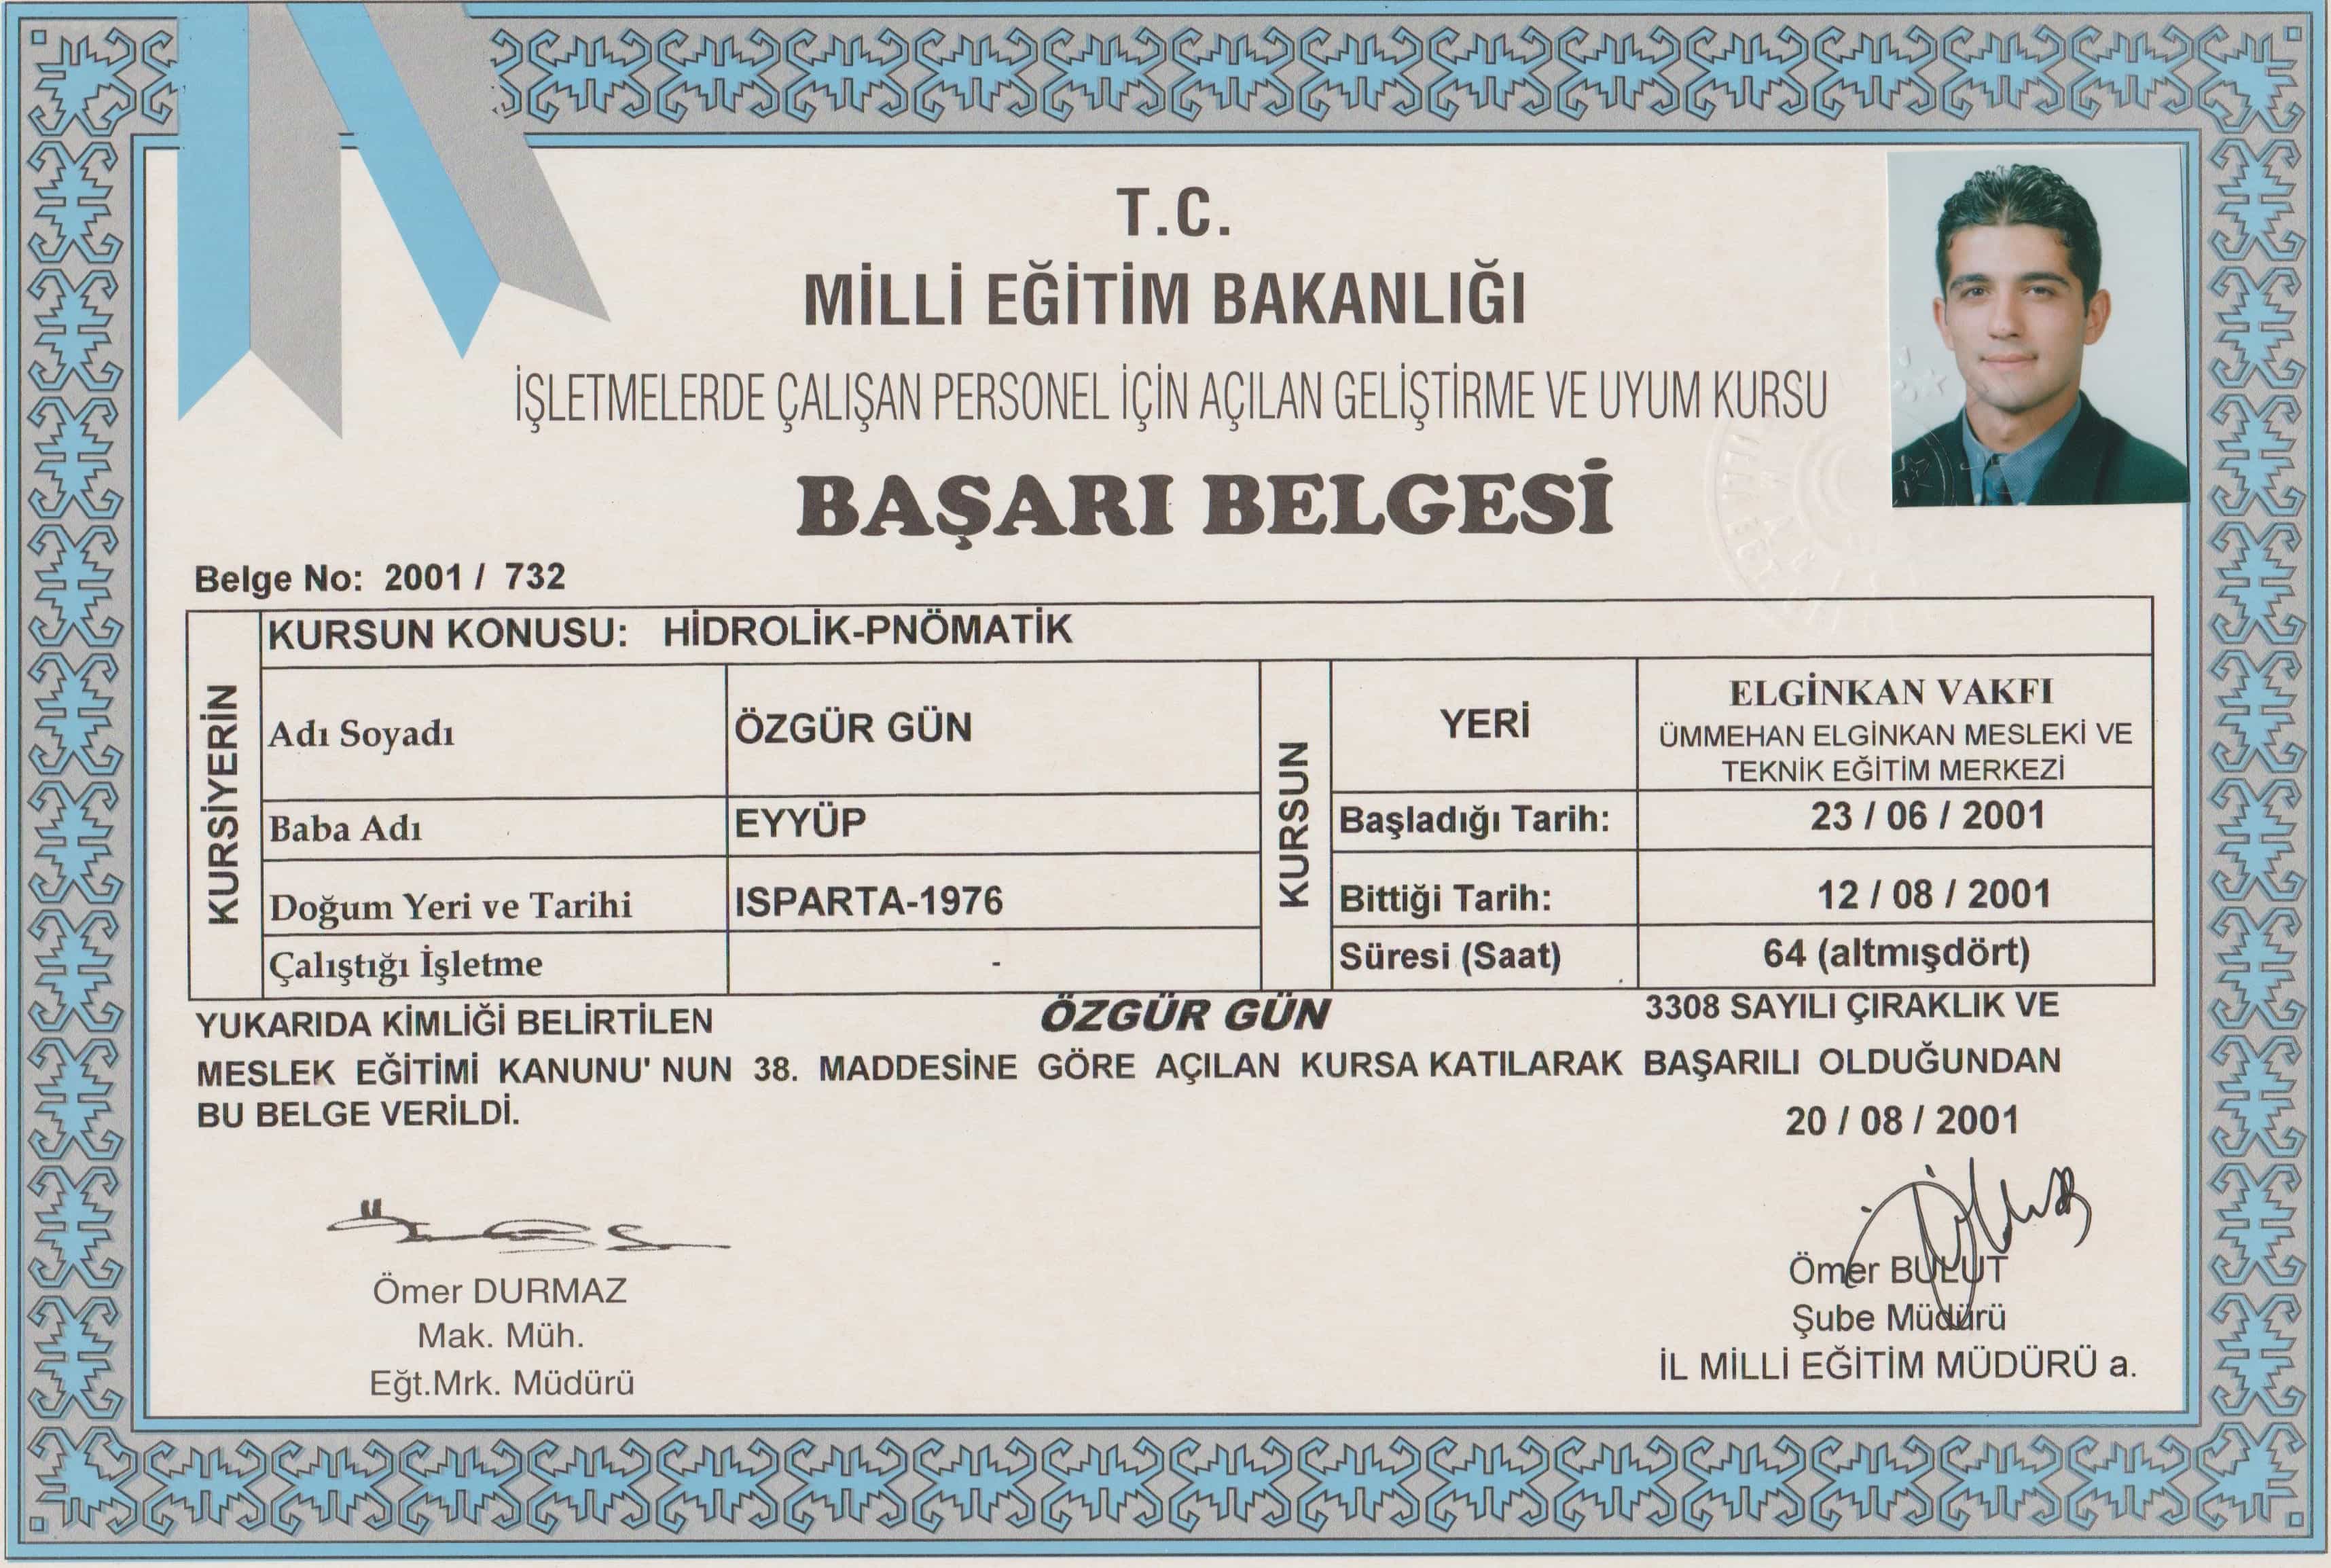 T.C.
MİLLİ EĞİTİM BAKANLIĞI
İŞLETMELERDE ÇALIŞAN PERSONEL İÇİN AÇILAN GELİŞTİRME VE UYUM KURSU
BAŞARI BELGESİ
Belge No: 2001 / 732
KURSİYERİN
KURSUN KONUSU: HİDROLİK-PNÖMATİK
Adı Soyadı
ÖZGÜR GÜN
Baba Adı
EYYÜP
Doğum Yeri ve Tarihi
ISPARTA-1976
Çalıştığı İşletme
-
KURSUN
YERİ
ELGİNKAN VAKFI
ÜMMEHAN ELGİNKAN MESLEKİ VE
TEKNİK EĞİTİM MERKEZİ
Başladığı Tarih:
23 / 06 / 2001
Bittiği Tarih:
12 / 08 / 2001
Süresi (Saat)
64 (altmışdört)
YUKARIDA KİMLİĞİ BELİRTİLEN ÖZGÜR GÜN 3308 SAYILI ÇIRAKLIK VE
MESLEK EĞİTİMİ KANUNU' NUN 38. MADDESİNE GÖRE AÇILAN KURSA KATILARAK BAŞARILI OLDUĞUNDAN
BU BELGE VERİLDİ.
20 / 08 / 2001
Ömer DURMAZ
Mak. Müh.
Eğt.Mrk. Müdürü
Ömer BULUT
Şube Müdürü
İL MİLLİ EĞİTİM MÜDÜRÜ a.